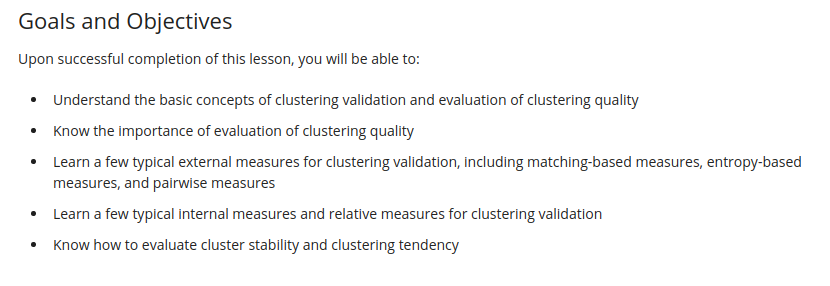 Goals and Objectives
Upon successful completion of this lesson, you will be able to:
• Understand the basic concepts of clustering validation and evaluation of clustering quality
• Know the importance of evaluation of clustering quality
• Learn a few typical external measures for clustering validation, including matching-based measures, entropy-based
measures, and pairwise measures
• Learn a few typical internal measures and relative measures for clustering validation
• Know how to evaluate cluster stability and clustering tendency